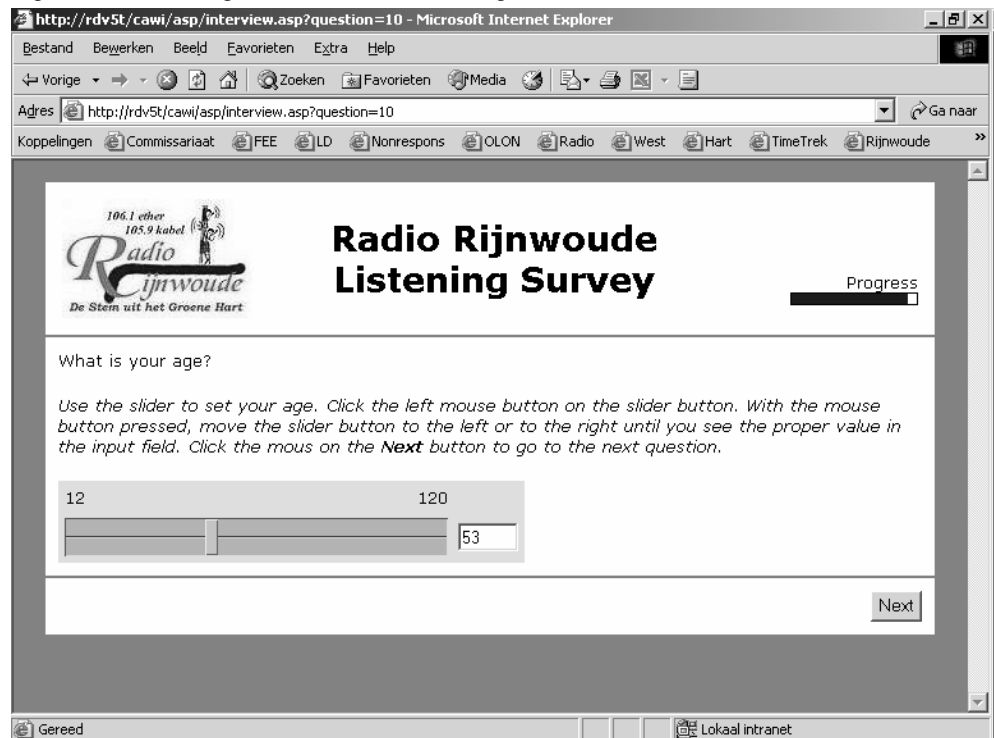 http://rdv5t/cawi/asp/interview.asp?question=10 - Microsoft Internet Explorer
Bestand Bewerken Beeld Favorieten Extra Help
Vorige Zoeken Favorieten Media
Adres http://rdv5t/cawi/asp/interview.asp?question=10 Ga naar
Koppelingen Commissariaat FEE LD Nonrespons OLON Radio West Hart TimeTrek Rijnwoude »
106.1 ether
105.9 kabel
Radio
Rijnwoude
De Stem uit het Groene Hart
Radio Rijnwoude
Listening Survey
Progress
What is your age?
Use the slider to set your age. Click the left mouse button on the slider button. With the mouse
button pressed, move the slider button to the left or to the right until you see the proper value in
the input field. Click the mous on the Next button to go to the next question.
12 120
53
Next
Gereed Lokaal intranet